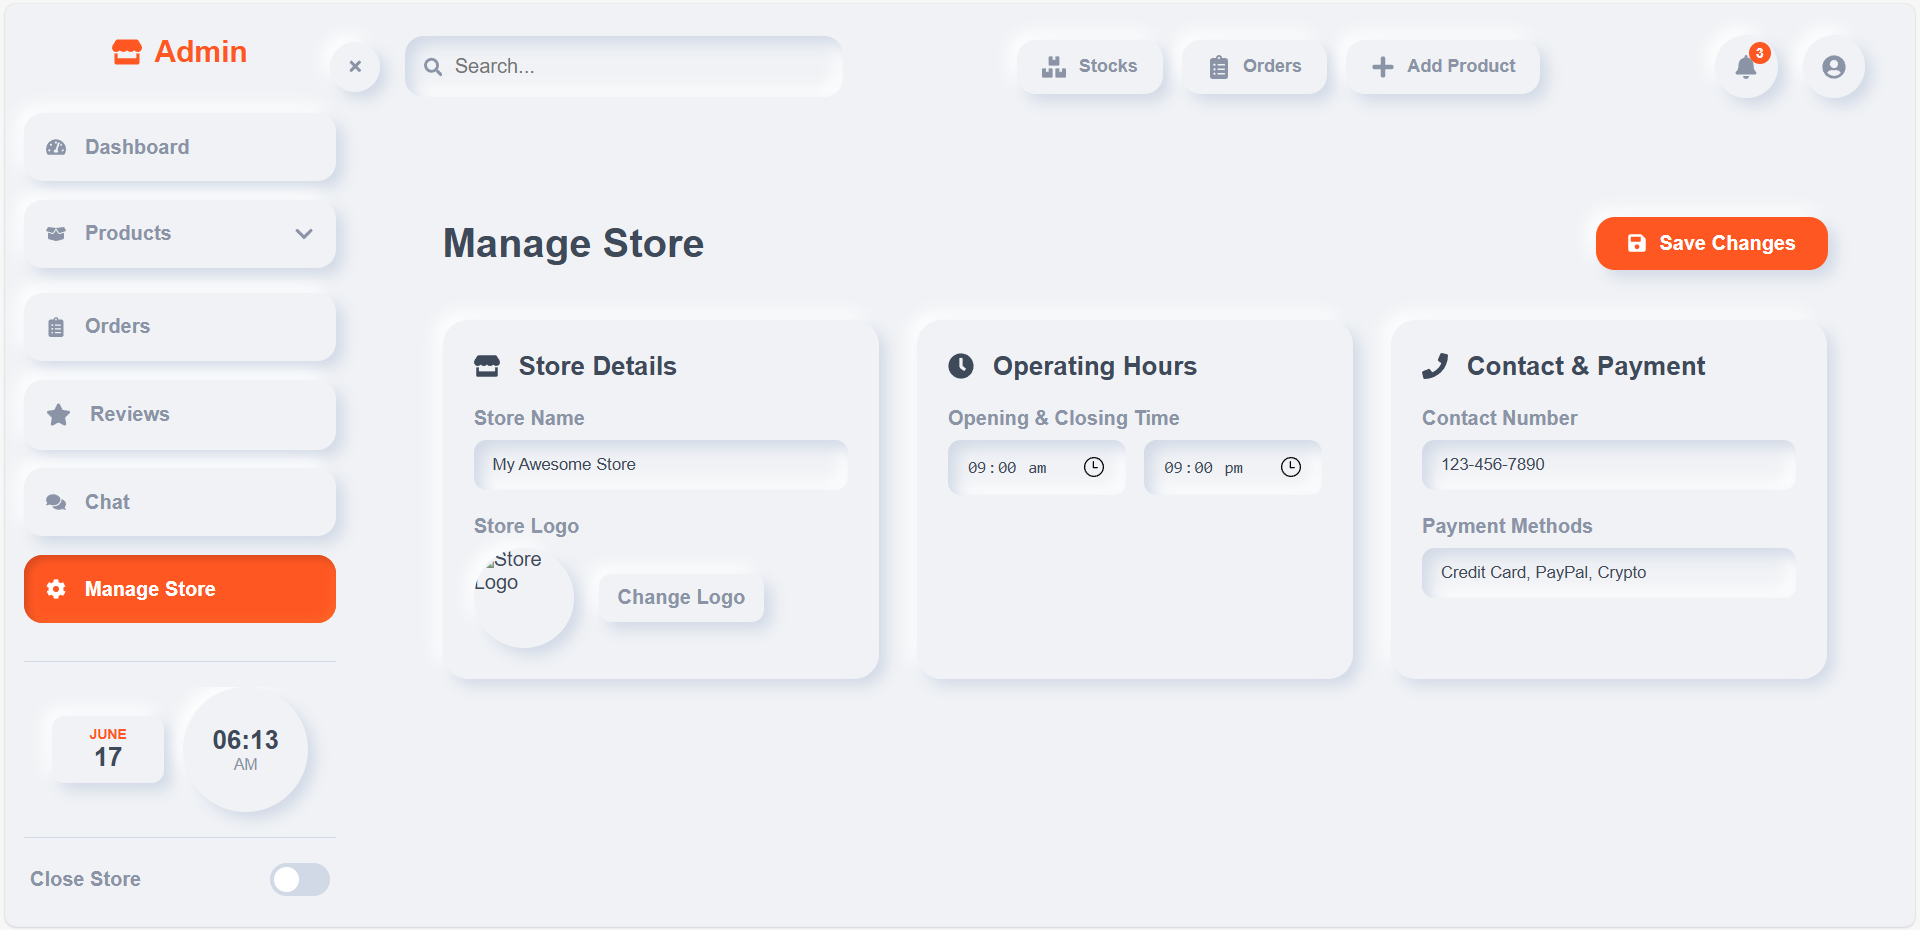 Admin
Search...
Stocks
Orders
Add Product
3
Dashboard
Products
Orders
Reviews
Chat
Manage Store
JUNE
17
06:13
AM
Close Store
Manage Store
Save Changes
Store Details
Store Name
My Awesome Store
Store Logo
Store
Logo
Change Logo
Operating Hours
Opening & Closing Time
09:00 am
09:00 pm
Contact & Payment
Contact Number
123-456-7890
Payment Methods
Credit Card, PayPal, Crypto